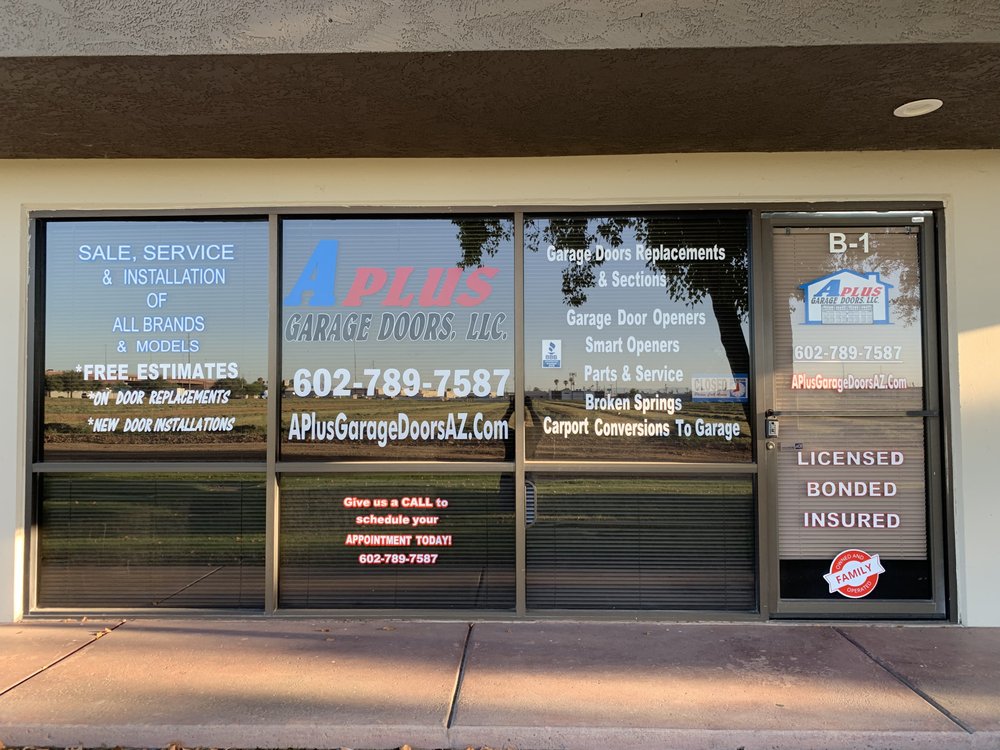 SALE, SERVICE
& INSTALLATION
OF
ALL BRANDS
& MODELS
*FREE ESTIMATES
*ON DOOR REPLACEMENTS
*NEW DOOR INSTALLATIONS
A PLUS
GARAGE DOORS, LLC.
602-789-7587
APlusGarageDoorsAZ.Com
Give us a CALL to
schedule your
APPOINTMENT TODAY!
602-789-7587
Garage Doors Replacements
& Sections
Garage Door Openers
Smart Openers
Parts & Service
Broken Springs
Carport Conversions To Garage
BBB
CLOSED
B-1
A PLUS
GARAGE DOORS, LLC.
602-789-7587
APlusGarageDoorsAZ.Com
LICENSED
BONDED
INSURED
OWNED AND
FAMILY
OPERATED